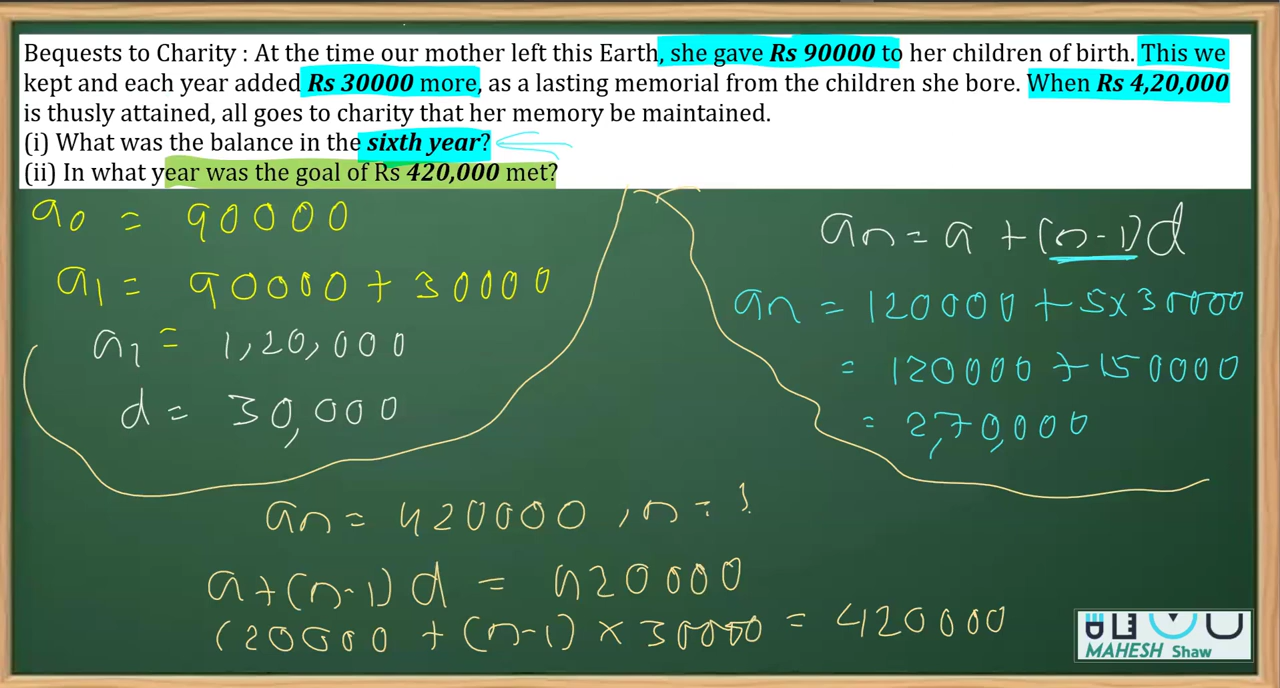 Bequests to Charity : At the time our mother left this Earth, she gave Rs 90000 to her children of birth. This we
kept and each year added Rs 30000 more, as a lasting memorial from the children she bore. When Rs 4,20,000
is thusly attained, all goes to charity that her memory be maintained.
(i) What was the balance in the sixth year?
(ii) In what year was the goal of Rs 420,000 met?
a0 = 90000
a1 = 90000 + 30000
a1 = 1,20,000
d = 30,000
an = a + (n-1)d
an = 120000 + 5x30000
= 120000 + 150000
= 2,70,000
an = 420000, n = ?
a+(n-1)d = 420000
120000 + (n-1) x 30000 = 420000
MAHESH Shaw